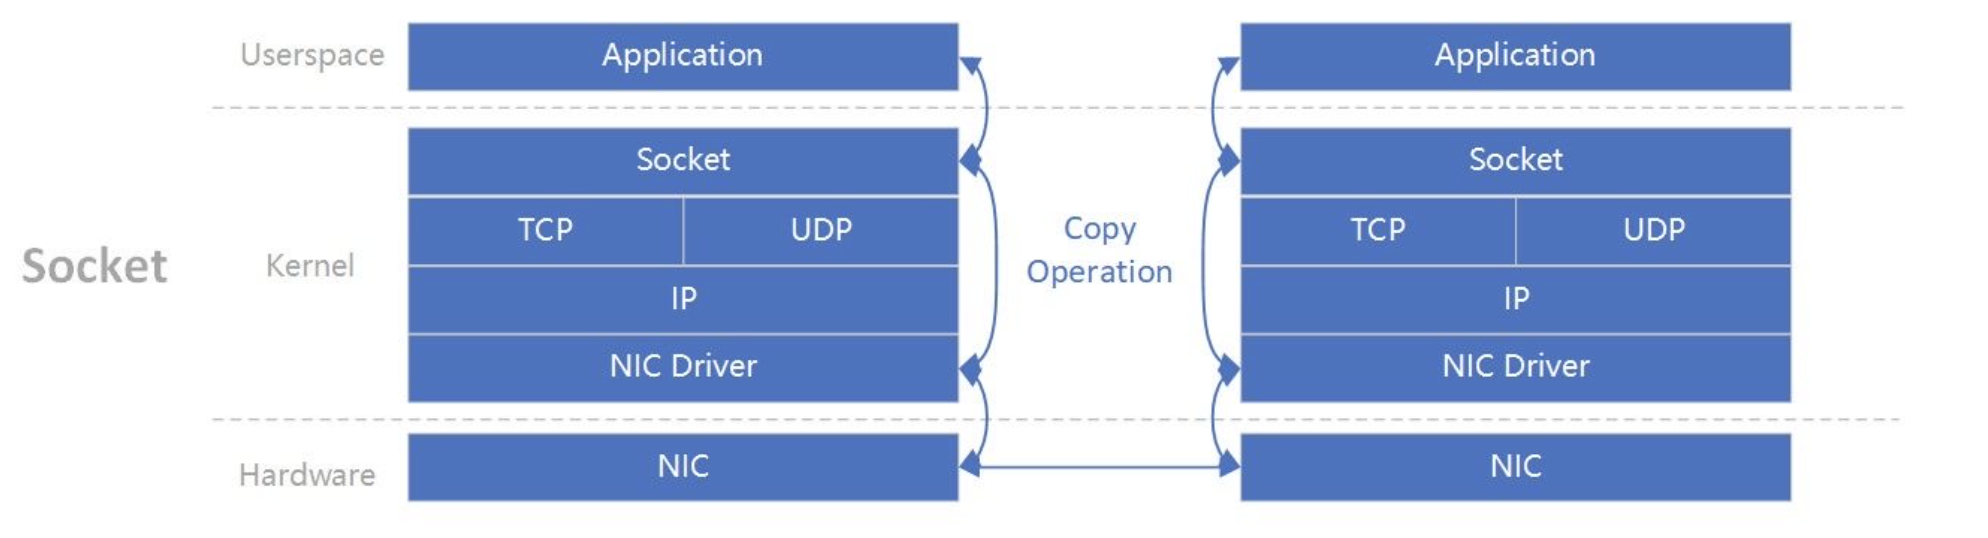 Userspace
Application
Application
Socket
Socket
TCP
UDP
TCP
UDP
Copy
Operation
Socket
Kernel
IP
IP
NIC Driver
NIC Driver
Hardware
NIC
NIC